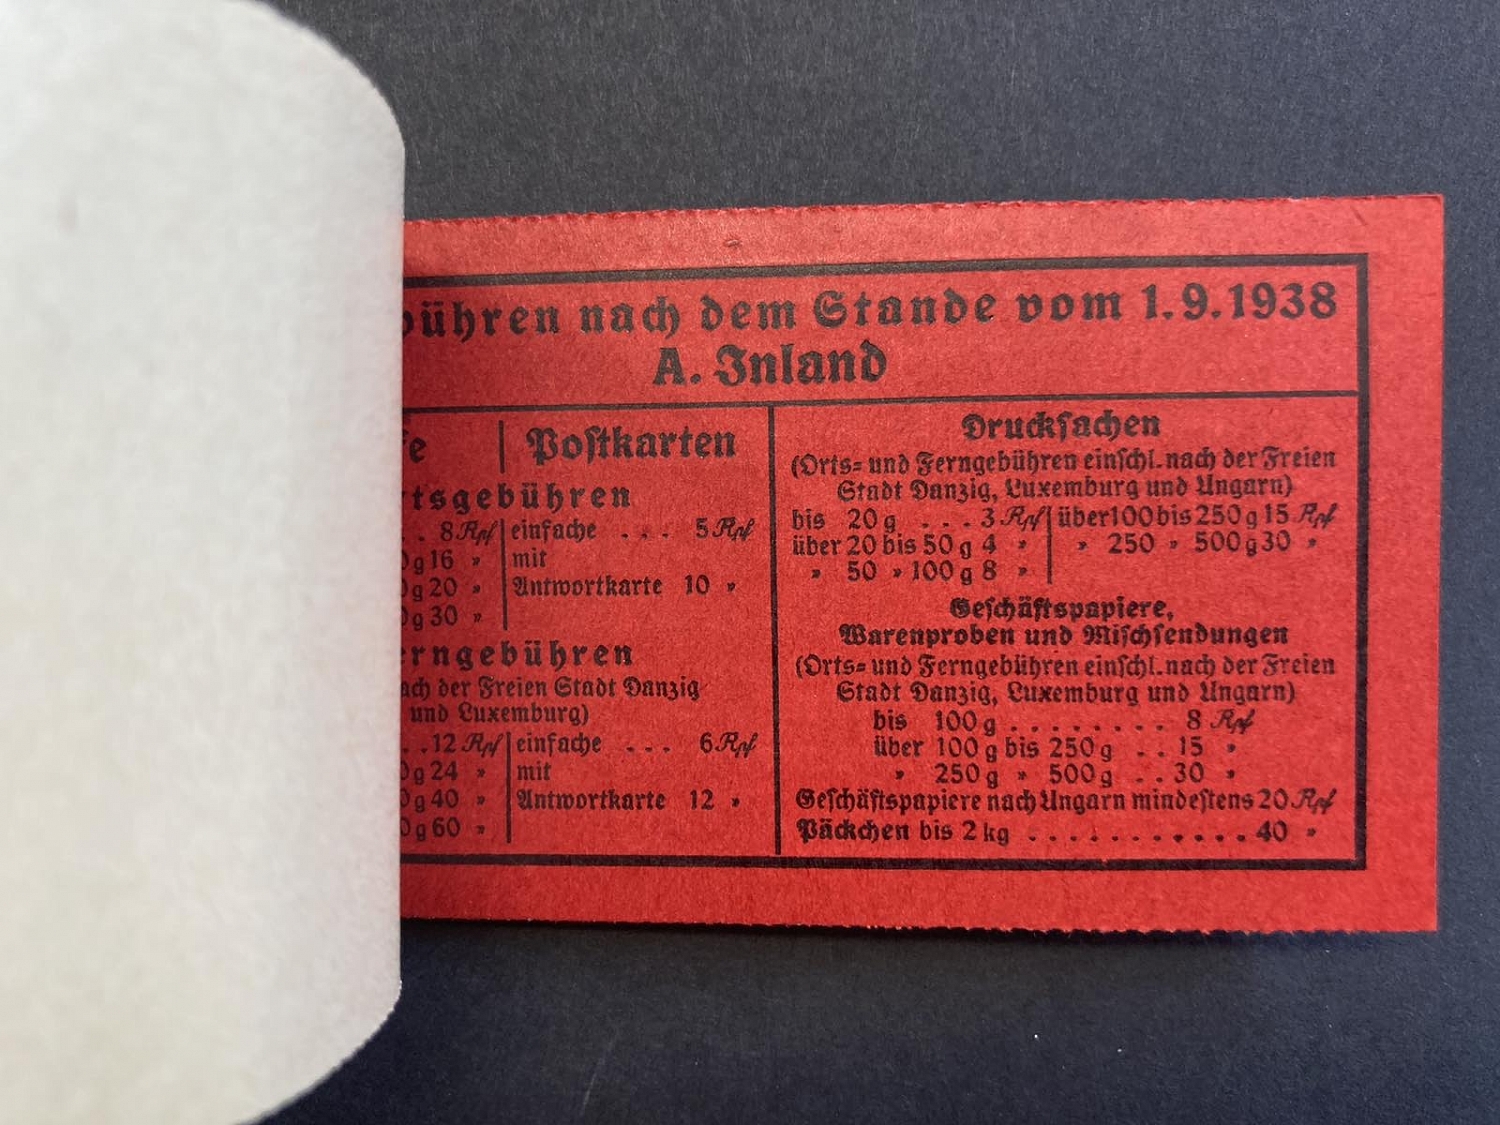 bühren nach dem Stande vom 1.9.1938
A. Inland
e | Postkarten
tsgebühren
. 8 Rpf | einfache . . . 5 Rpf
g 16 " | mit
g 20 " | Antwortkarte 10 "
g 30 "
erngebühren
ach der Freien Stadt Danzig
und Luxemburg)
. . 12 Rpf | einfache . . . 6 Rpf
0 g 24 " | mit
0 g 40 " | Antwortkarte 12 "
0 g 60 "
Drucksachen
(Orts- und Ferngebühren einschl. nach der Freien
Stadt Danzig, Luxemburg und Ungarn)
bis 20 g . . . 3 Rpf | über 100 bis 250 g 15 Rpf
über 20 bis 50 g 4 " | " 250 " 500 g 30 "
" 50 " 100 g 8 "
Geschäftspapiere,
Warenproben und Mischsendungen
(Orts- und Ferngebühren einschl. nach der Freien
Stadt Danzig, Luxemburg und Ungarn)
bis 100 g . . . . . . . . 8 Rpf
über 100 g bis 250 g . . 15 "
" 250 g " 500 g . . 30 "
Geschäftspapiere nach Ungarn mindestens 20 Rpf
Päckchen bis 2 kg . . . . . . . . . . . 40 "